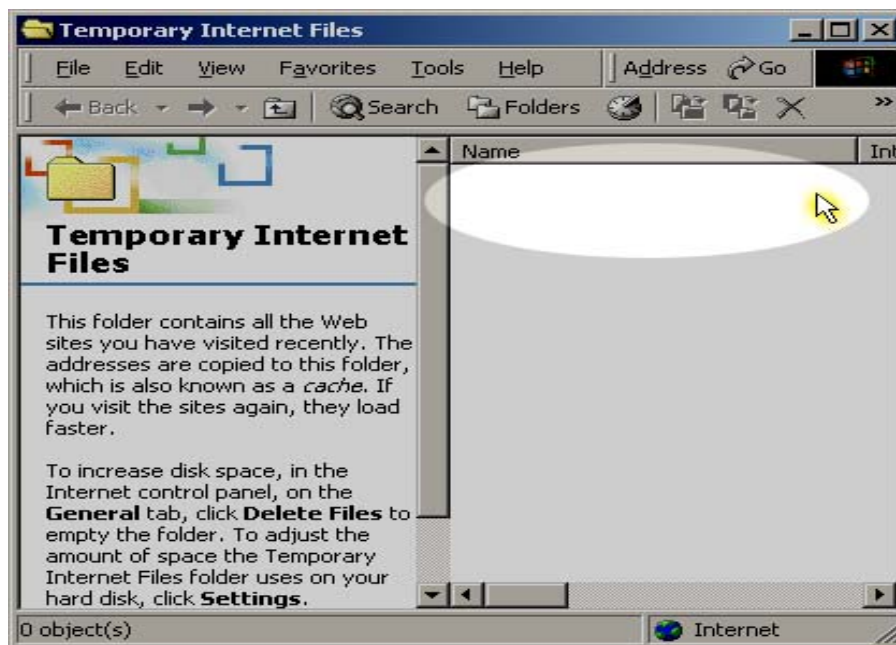 Temporary Internet Files
File Edit View Favorites Tools Help Address Go
Back Search Folders »
Name Int
Temporary Internet
Files
This folder contains all the Web
sites you have visited recently. The
addresses are copied to this folder,
which is also known as a cache. If
you visit the sites again, they load
faster.
To increase disk space, in the
Internet control panel, on the
General tab, click Delete Files to
empty the folder. To adjust the
amount of space the Temporary
Internet Files folder uses on your
hard disk, click Settings.
0 object(s) Internet